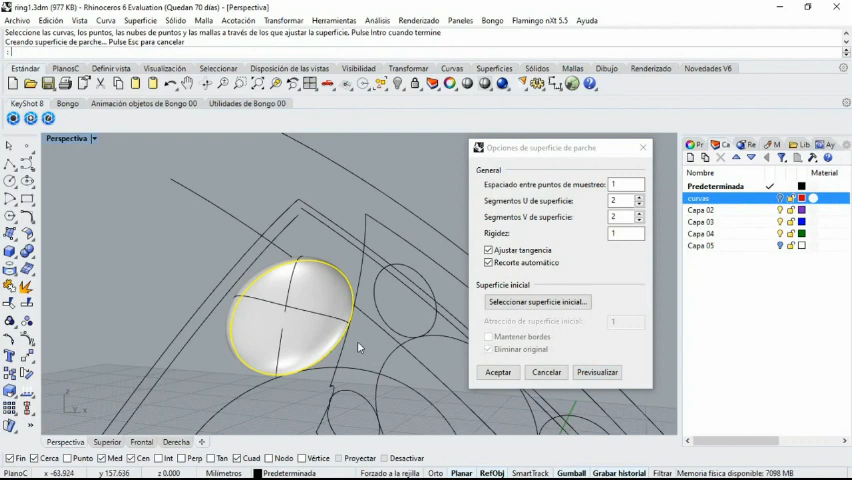 ring1.3dm (977 KB) - Rhinoceros 6 Evaluation (Quedan 70 días) - [Perspectiva]
Archivo Edición Vista Curva Superficie Sólido Malla Acotación Transformar Herramientas Análisis Renderizado Paneles Bongo Flamingo nXt 5.5 Ayuda
Seleccione las curvas, los puntos, las nubes de puntos y las mallas a través de los que ajustar la superficie. Pulse Intro cuando termine
Creando superficie de parche... Pulse Esc para cancelar
:
Estándar PlanosC Definir vista Visualización Seleccionar Disposición de las vistas Visibilidad Transformar Curvas Superficies Sólidos Mallas Dibujo Renderizado Novedades V6
KeyShot 8 Bongo Animación objetos de Bongo 00 Utilidades de Bongo 00
Perspectiva
Opciones de superficie de parche
General
Espaciado entre puntos de muestreo: 1
Segmentos U de superficie: 2
Segmentos V de superficie: 2
Rigidez: 1
Ajustar tangencia
Recorte automático
Superficie inicial
Seleccionar superficie inicial...
Atracción de superficie inicial: 1
Mantener bordes
Eliminar original
Aceptar Cancelar Previsualizar
Pr Ca Re M Lib Ay
Nombre Material
Predeterminada
curvas
Capa 02
Capa 03
Capa 04
Capa 05
z
y x
Perspectiva Superior Frontal Derecha
Fin Cerca Punto Med Cen Int Perp Tan Cuad Nodo Vértice Proyectar Desactivar
PlanoC x -63.924 y 157.636 z 0.000 Milímetros Predeterminada Forzado a la rejilla Orto Planar RefObj SmartTrack Gumball Grabar historial Filtrar Memoria física disponible: 7098 MB